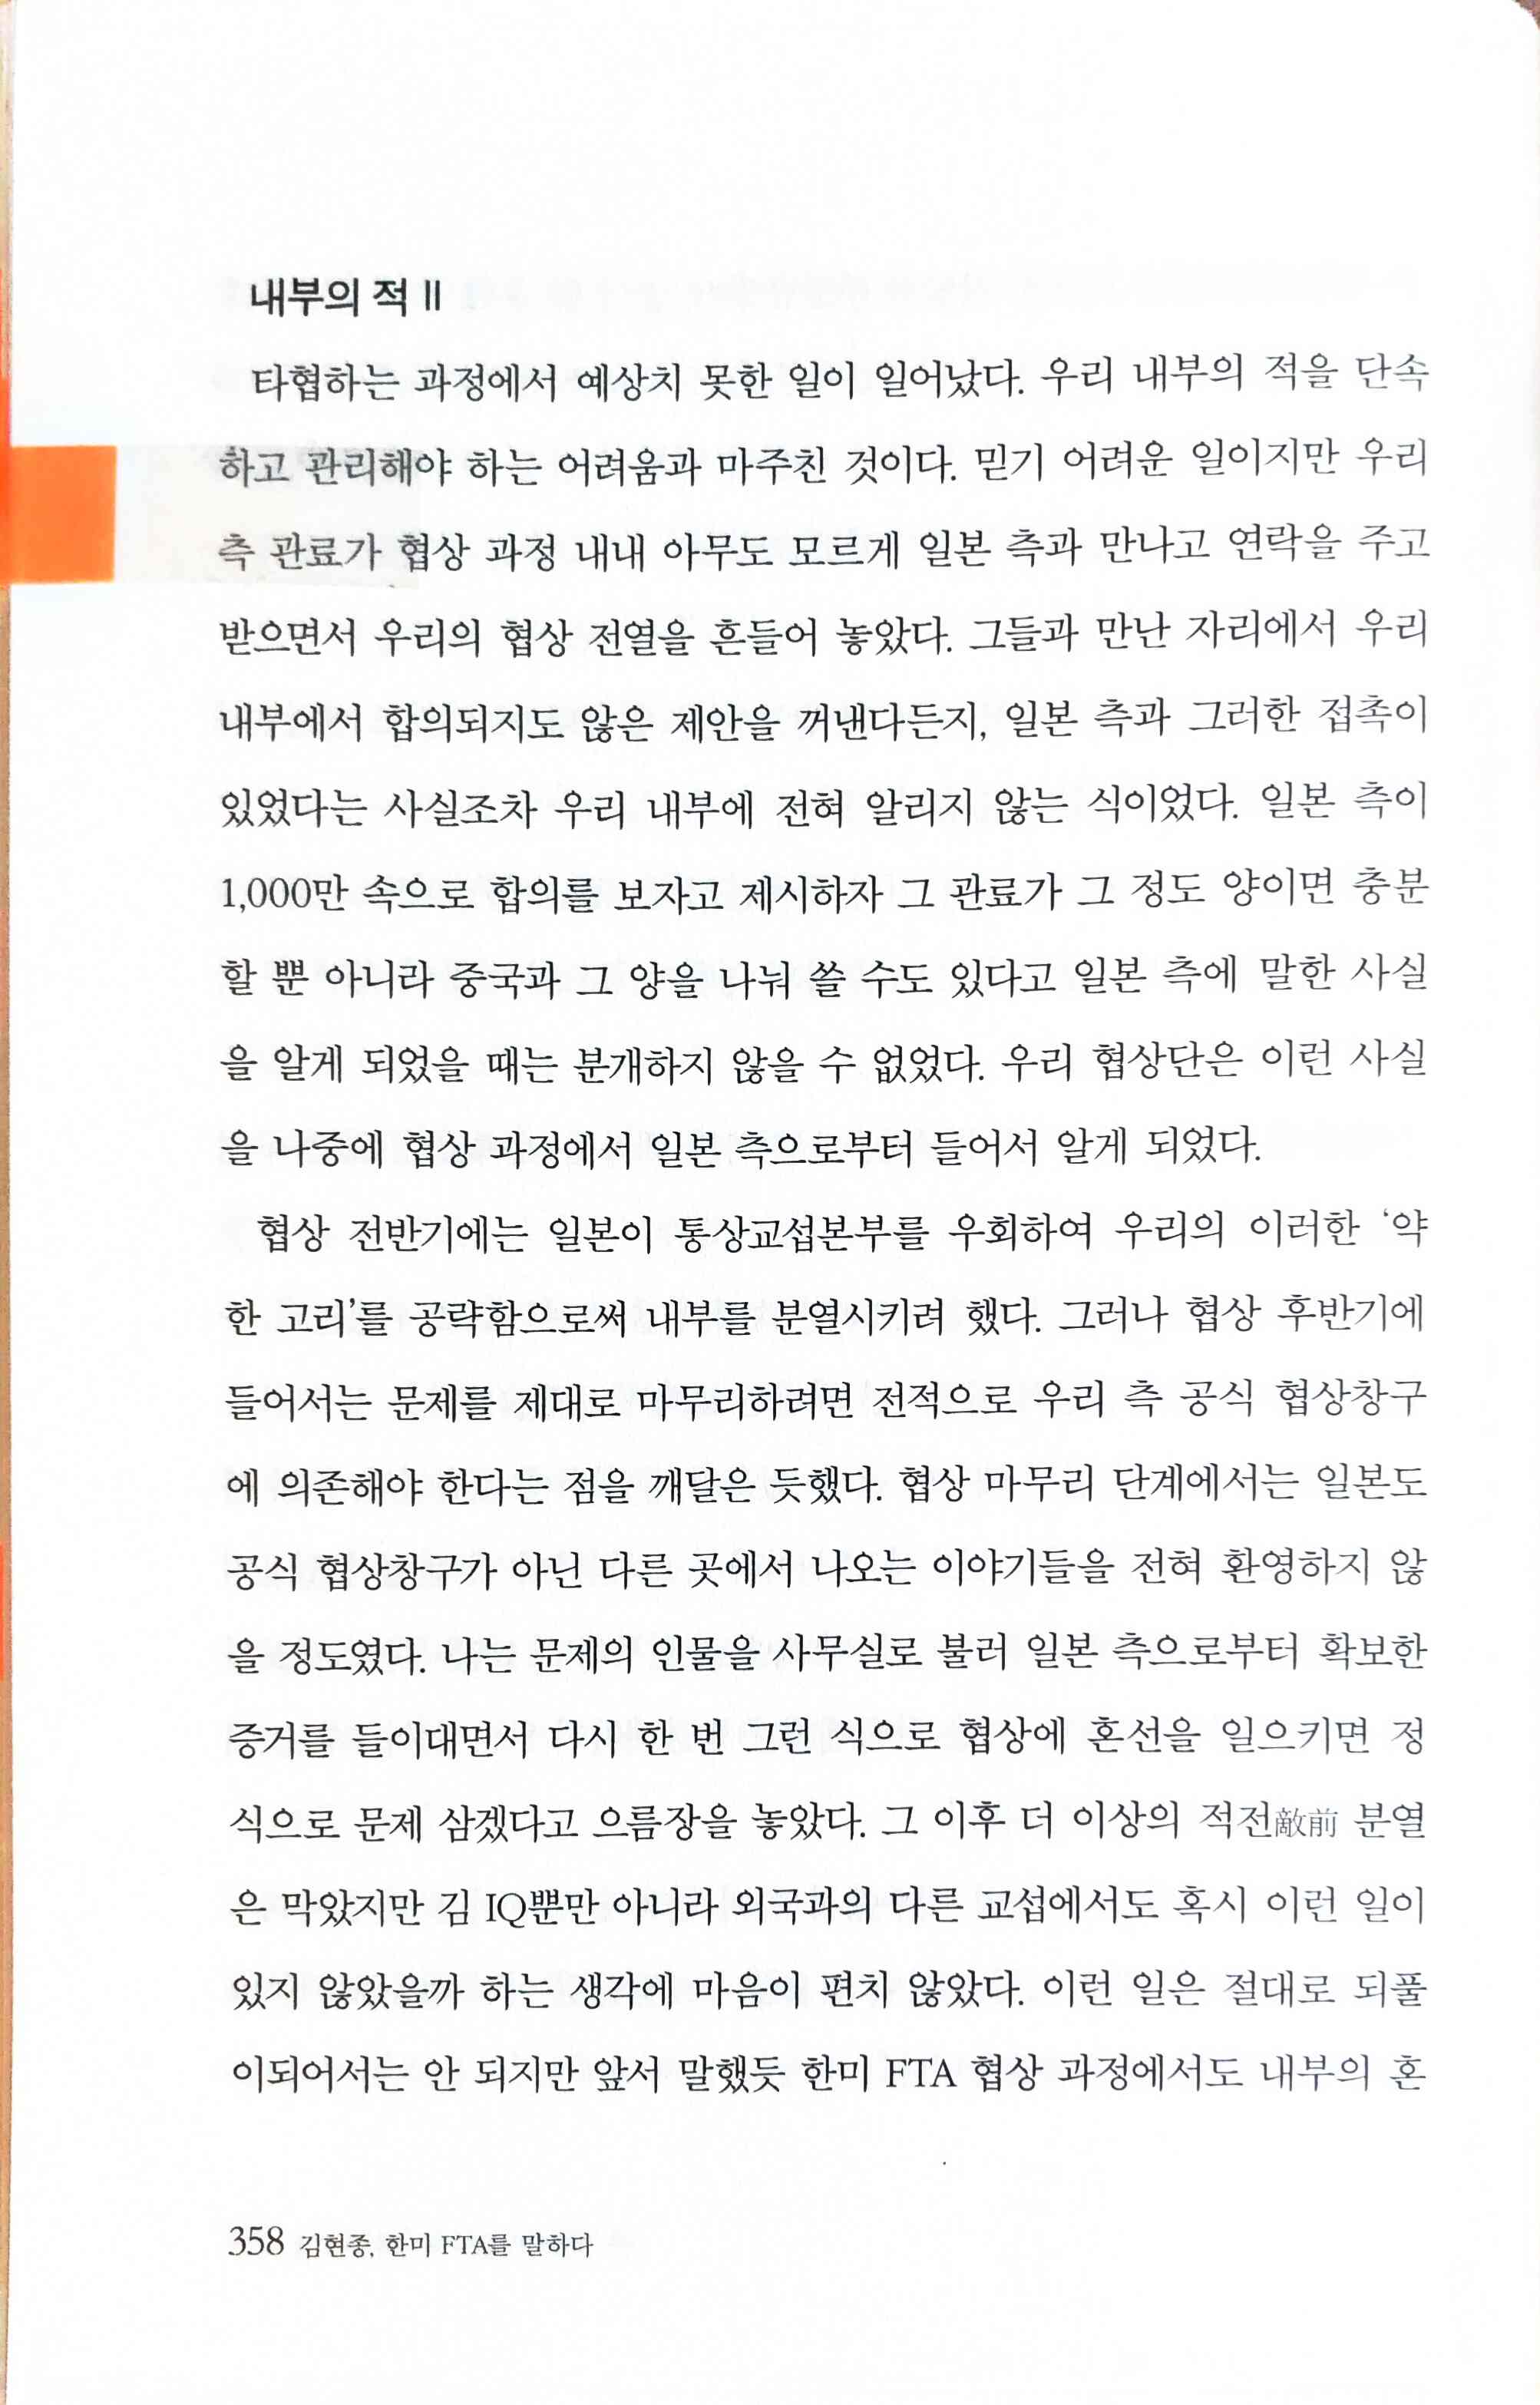 내부의 적 II
타협하는 과정에서 예상치 못한 일이 일어났다. 우리 내부의 적을 단속
하고 관리해야 하는 어려움과 마주친 것이다. 믿기 어려운 일이지만 우리
측 관료가 협상 과정 내내 아무도 모르게 일본 측과 만나고 연락을 주고
받으면서 우리의 협상 전열을 흔들어 놓았다. 그들과 만난 자리에서 우리
내부에서 합의되지도 않은 제안을 꺼낸다든지, 일본 측과 그러한 접촉이
있었다는 사실조차 우리 내부에 전혀 알리지 않는 식이었다. 일본 측이
1,000만 속으로 합의를 보자고 제시하자 그 관료가 그 정도 양이면 충분
할 뿐 아니라 중국과 그 양을 나눠 쓸 수도 있다고 일본 측에 말한 사실
을 알게 되었을 때는 분개하지 않을 수 없었다. 우리 협상단은 이런 사실
을 나중에 협상 과정에서 일본 측으로부터 들어서 알게 되었다.
협상 전반기에는 일본이 통상교섭본부를 우회하여 우리의 이러한 ‘약
한 고리’를 공략함으로써 내부를 분열시키려 했다. 그러나 협상 후반기에
들어서는 문제를 제대로 마무리하려면 전적으로 우리 측 공식 협상창구
에 의존해야 한다는 점을 깨달은 듯했다. 협상 마무리 단계에서는 일본도
공식 협상창구가 아닌 다른 곳에서 나오는 이야기들을 전혀 환영하지 않
을 정도였다. 나는 문제의 인물을 사무실로 불러 일본 측으로부터 확보한
증거를 들이대면서 다시 한 번 그런 식으로 협상에 혼선을 일으키면 정
식으로 문제 삼겠다고 으름장을 놓았다. 그 이후 더 이상의 적전敵前 분열
은 막았지만 김 IQ뿐만 아니라 외국과의 다른 교섭에서도 혹시 이런 일이
있지 않았을까 하는 생각에 마음이 편치 않았다. 이런 일은 절대로 되풀
이되어서는 안 되지만 앞서 말했듯 한미 FTA 협상 과정에서도 내부의 혼
358 김현종, 한미 FTA를 말하다